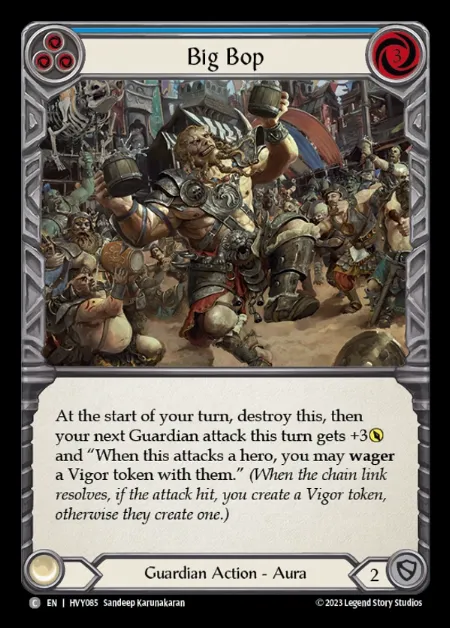 3
Big Bop
At the start of your turn, destroy this, then
your next Guardian attack this turn gets +3
and “When this attacks a hero, you may wager
a Vigor token with them.” (When the chain link
resolves, if the attack hit, you create a Vigor token,
otherwise they create one.)
Guardian Action - Aura
2
C EN | HVY085 Sandeep Karunakaran
© 2023 Legend Story Studios